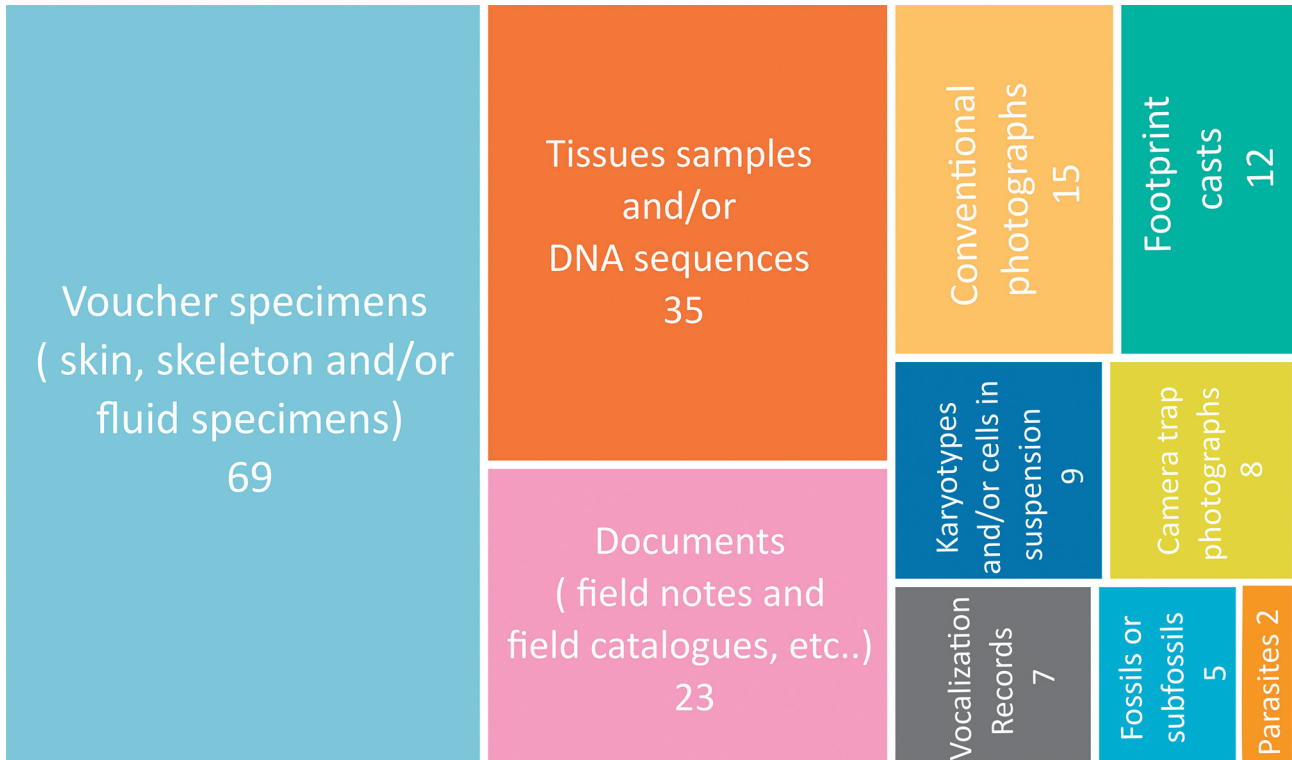 Voucher specimens
( skin, skeleton and/or
fluid specimens)
69
Tissues samples
and/or
DNA sequences
35
Documents
( field notes and
field catalogues, etc..)
23
Conventional
photographs
15
Footprint
casts
12
Karyotypes
and/or cells in
suspension
9
Camera trap
photographs
8
Vocalization
Records
7
Fossils or
subfossils
5
Parasites 2